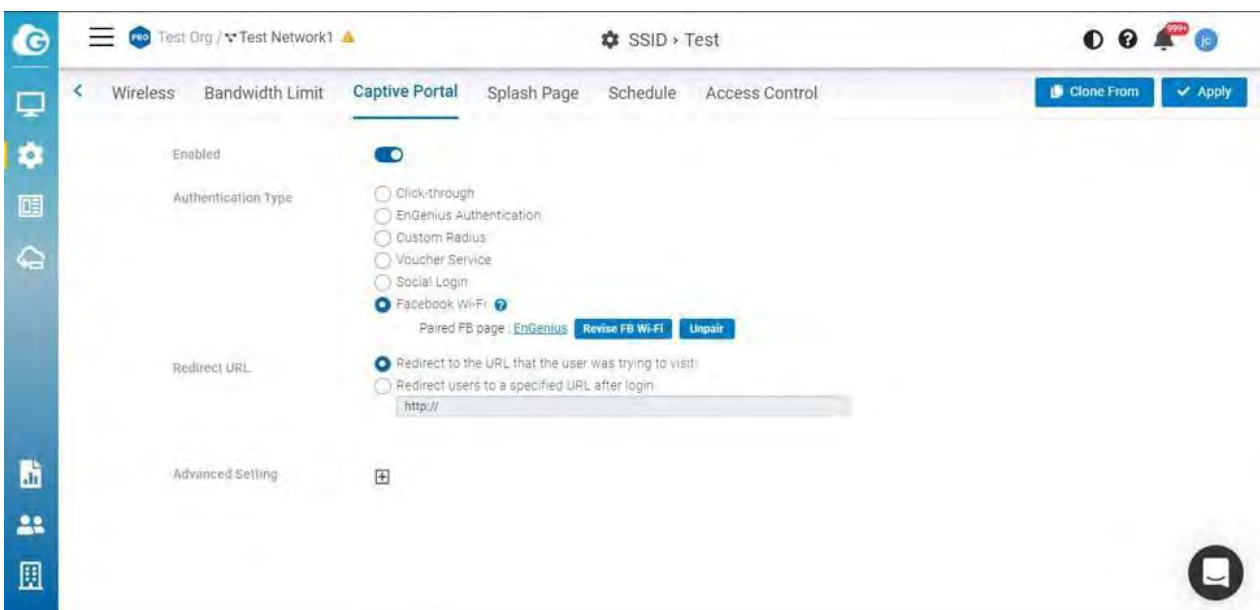 PRO Test Org / Test Network1
SSID › Test
999+
jc
Wireless Bandwidth Limit Captive Portal Splash Page Schedule Access Control
Clone From Apply
Enabled
Authentication Type
Click-through
EnGenius Authentication
Custom Radius
Voucher Service
Social Login
Facebook Wi-Fi
Paired FB page : EnGenius Revise FB Wi-Fi Unpair
Redirect URL
Redirect to the URL that the user was trying to visit
Redirect users to a specified URL after login
http://
Advanced Setting